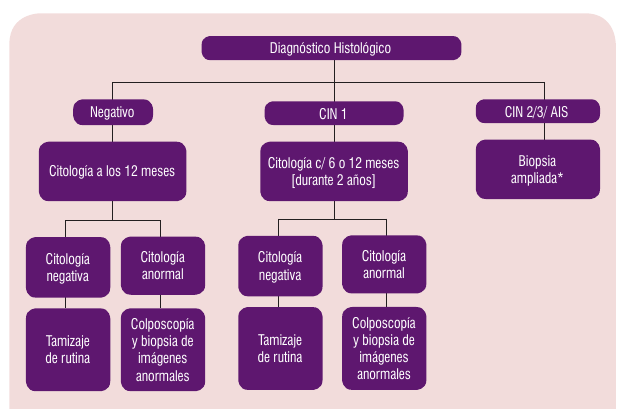 Diagnóstico Histológico
Negativo
CIN 1
CIN 2/3/ AIS
Citología a los 12 meses
Citología c/ 6 o 12 meses
[durante 2 años]
Biopsia
ampliada*
Citología
negativa
Citología
anormal
Citología
negativa
Citología
anormal
Tamizaje
de rutina
Colposcopía
y biopsia de
imágenes
anormales
Tamizaje
de rutina
Colposcopía
y biopsia de
imágenes
anormales